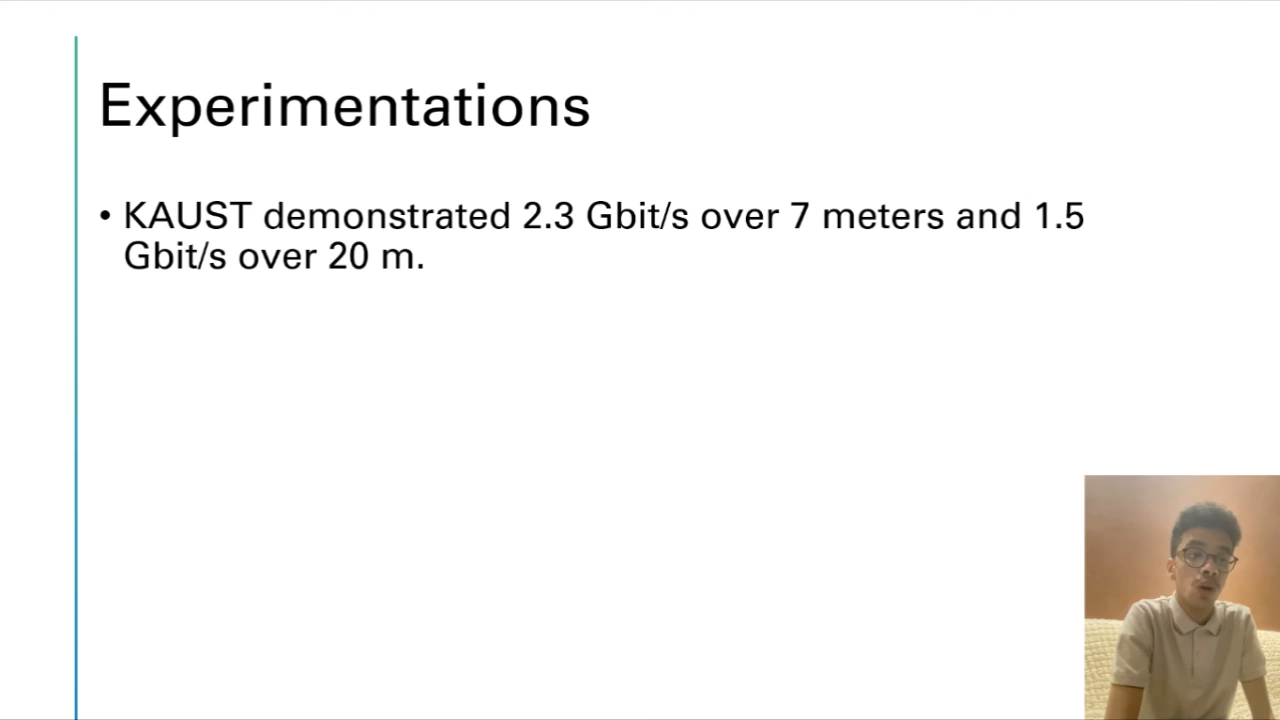 Experimentations
• KAUST demonstrated 2.3 Gbit/s over 7 meters and 1.5
Gbit/s over 20 m.